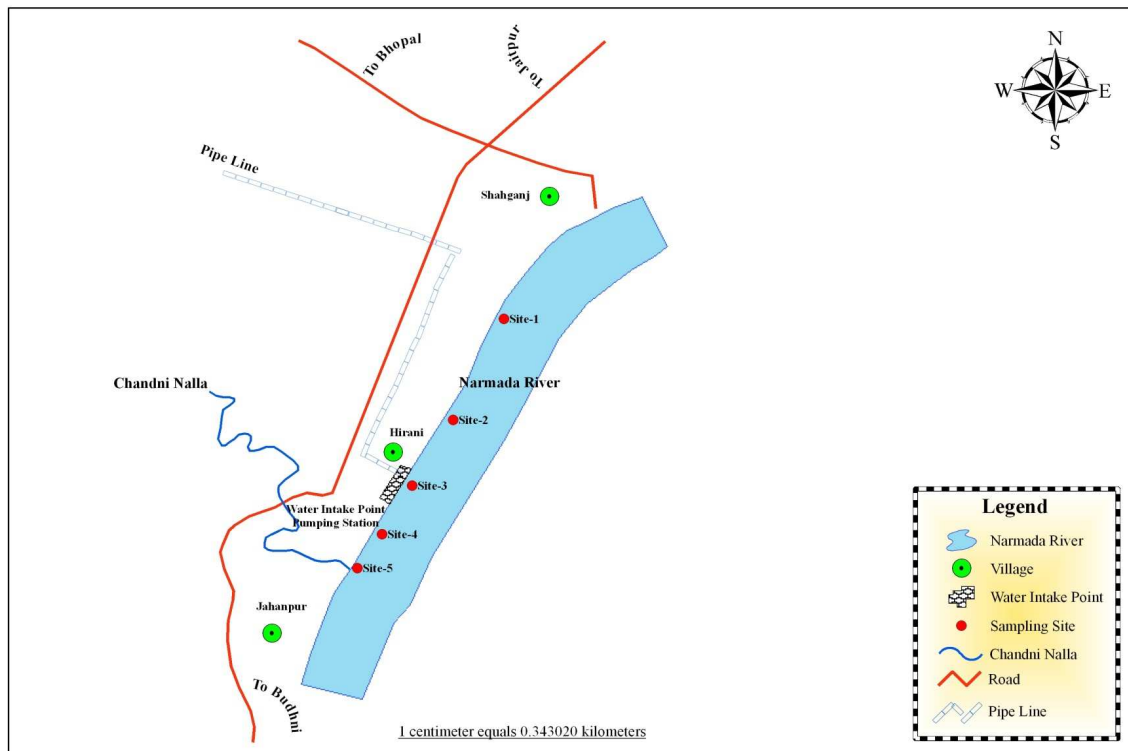 To Bhopal
To Jaitpur
N
W
E
S
Pipe Line
Shahganj
Site-1
Chandni Nalla
Narmada River
Site-2
Hirani
Site-3
Water Intake Point
Pumping Station
Site-4
Site-5
Jahanpur
To Budhni
1 centimeter equals 0.343020 kilometers
Legend
Narmada River
Village
Water Intake Point
Sampling Site
Chandni Nalla
Road
Pipe Line